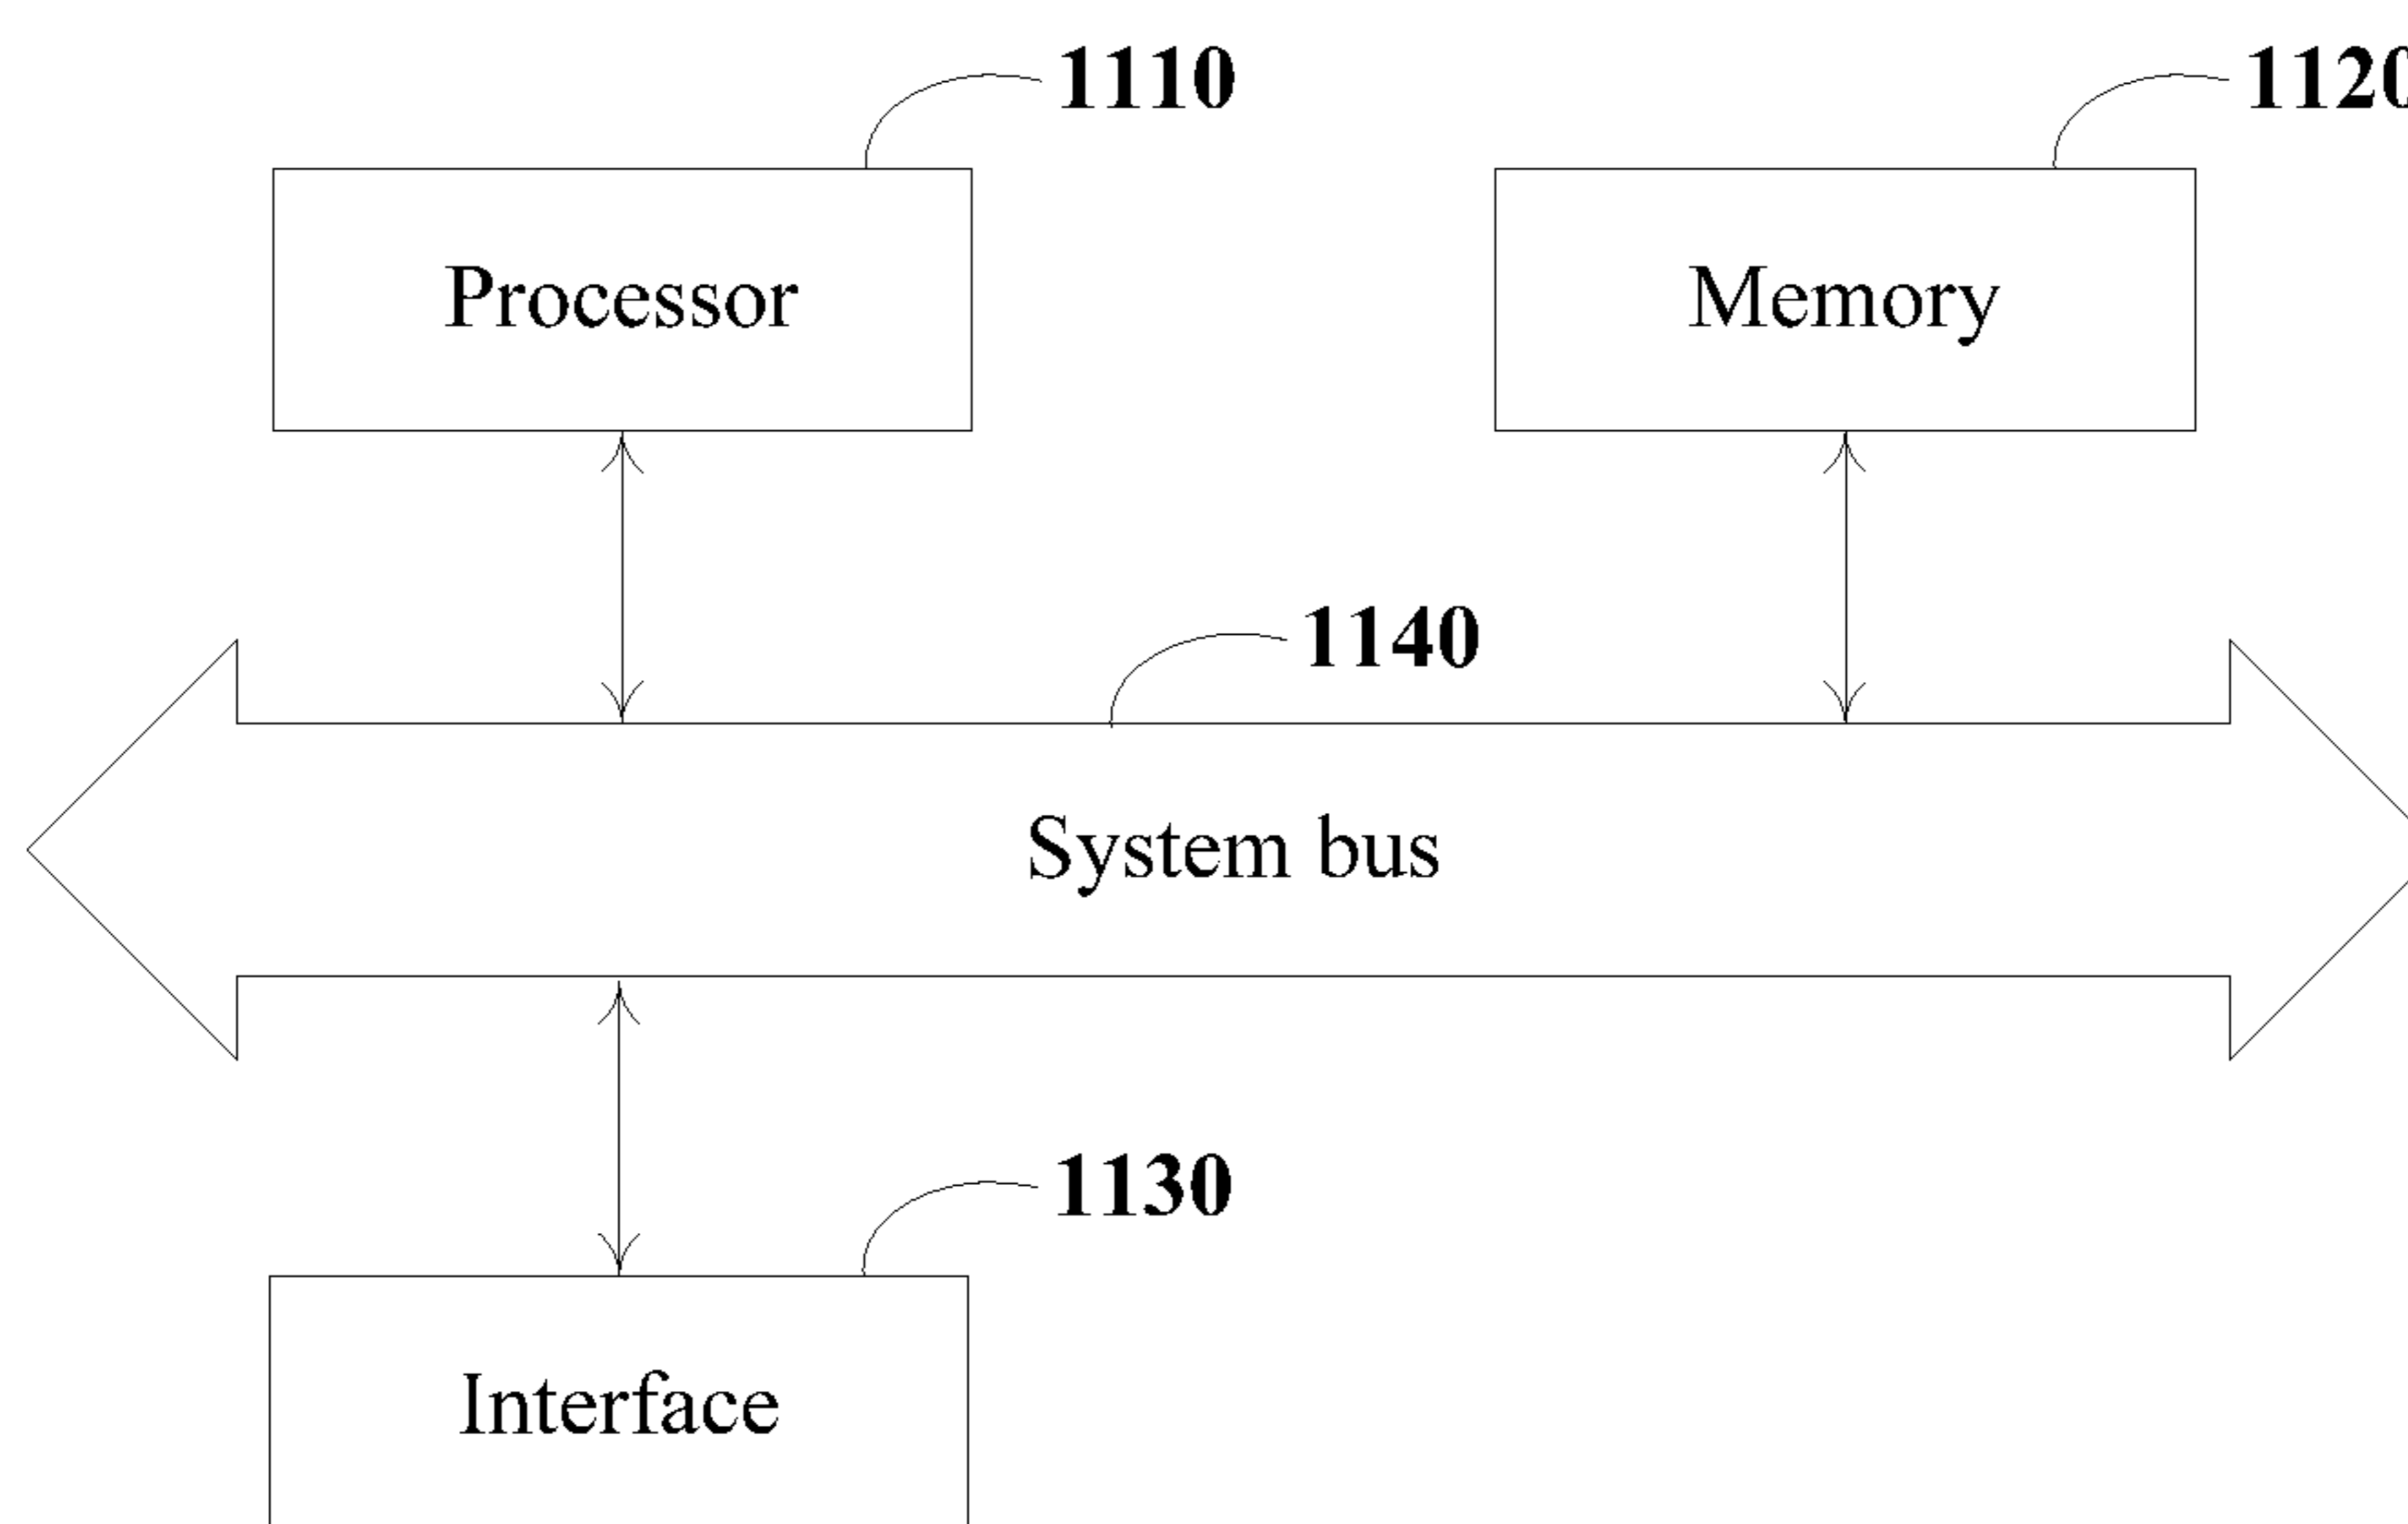 1110
1120
Processor
Memory
1140
System bus
1130
Interface